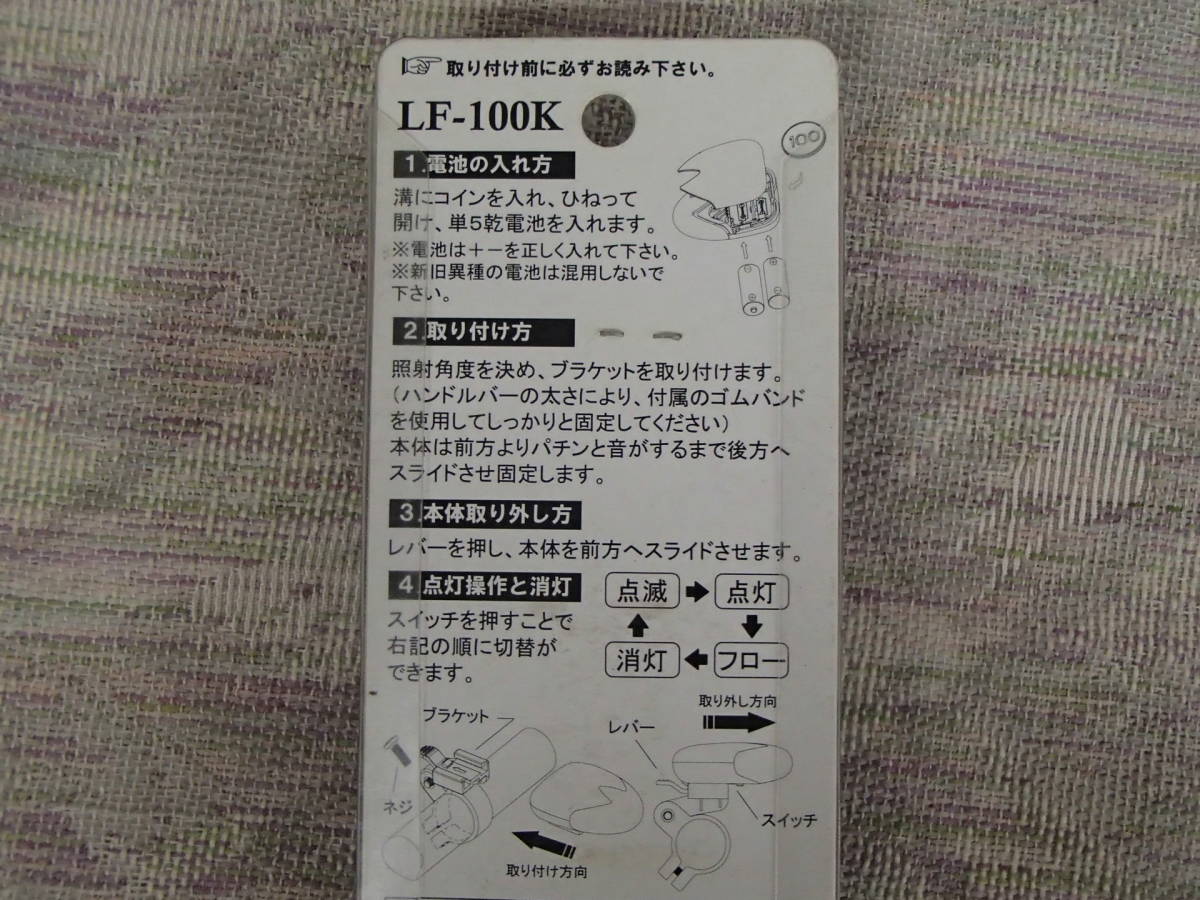 取り付け前に必ずお読み下さい。
LF-100K
100
1.電池の入れ方
溝にコインを入れ、ひねって
開け、単5乾電池を入れます。
※電池は+−を正しく入れて下さい。
※新旧異種の電池は混用しないで
下さい。
2.取り付け方
照射角度を決め、ブラケットを取り付けます。
(ハンドルバーの太さにより、付属のゴムバンド
を使用してしっかりと固定してください)
本体は前方よりパチンと音がするまで後方へ
スライドさせ固定します。
3.本体取り外し方
レバーを押し、本体を前方へスライドさせます。
4.点灯操作と消灯
スイッチを押すことで
右記の順に切替が
できます。
点滅 ➡ 点灯
消灯 ⬅ フロー
取り外し方向
ブラケット
レバー
ネジ
スイッチ
取り付け方向